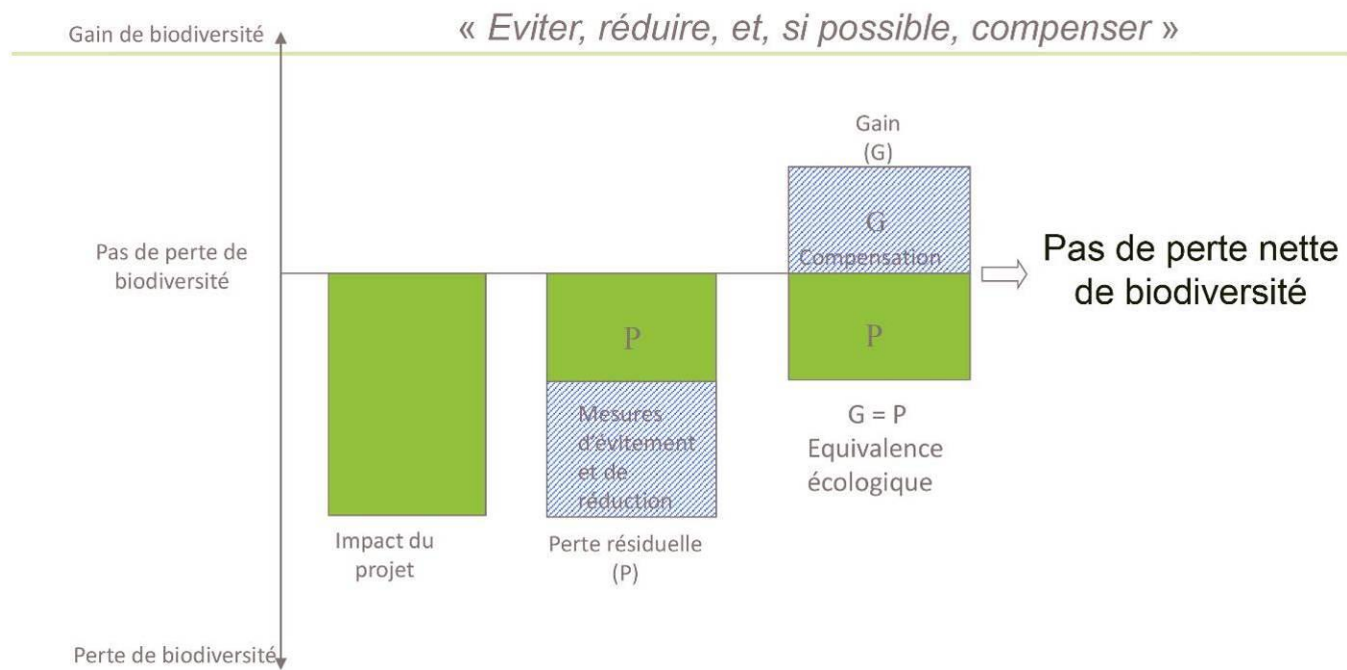 « Eviter, réduire, et, si possible, compenser »
Gain de biodiversité
Gain
(G)
G
Compensation
Pas de perte de
biodiversité
Pas de perte nette
de biodiversité
P
P
Mesures
d'évitement
et de
réduction
G = P
Equivalence
écologique
Impact du
projet
Perte résiduelle
(P)
Perte de biodiversité